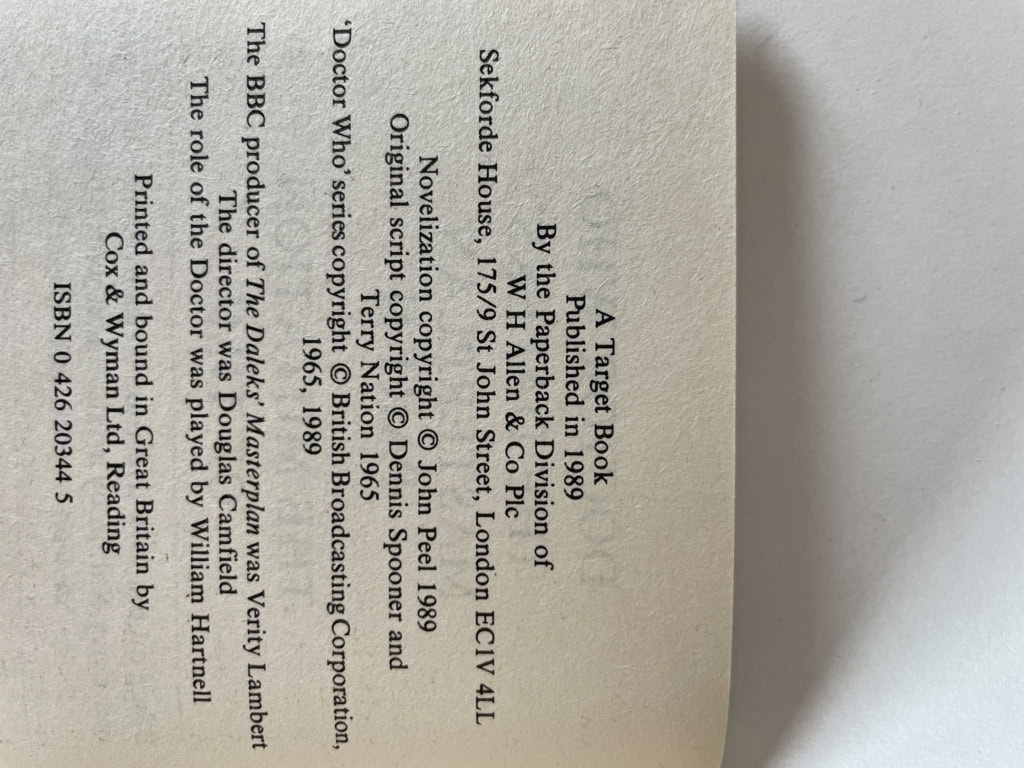 A Target Book
Published in 1989
By the Paperback Division of
W H Allen & Co Plc
Sekforde House, 175/9 St John Street, London EC1V 4LL
Novelization copyright © John Peel 1989
Original script copyright © Dennis Spooner and
Terry Nation 1965
'Doctor Who' series copyright © British Broadcasting Corporation,
1965, 1989
The BBC producer of The Daleks' Masterplan was Verity Lambert
The director was Douglas Camfield
The role of the Doctor was played by William Hartnell
Printed and bound in Great Britain by
Cox & Wyman Ltd, Reading
ISBN 0 426 20344 5